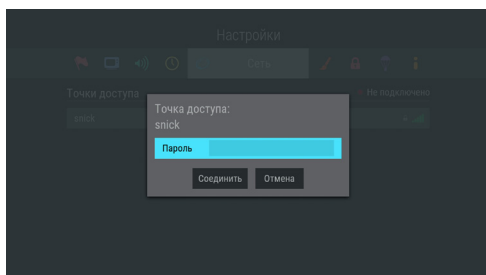 Настройки
Сеть
Точки доступа
Не подключено
snick
Точка доступа:
snick
Пароль
Соединить
Отмена